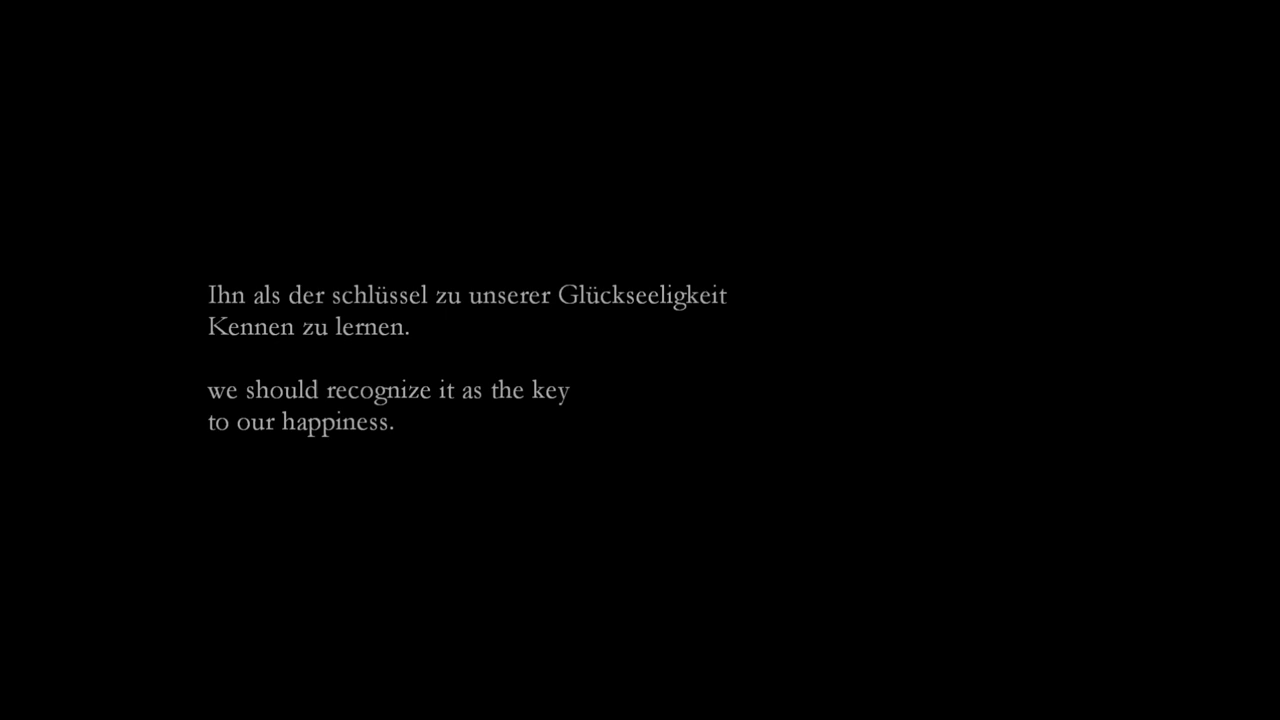 Ihn als der schlüssel zu unserer Glückseeligkeit
Kennen zu lernen.
we should recognize it as the key
to our happiness.